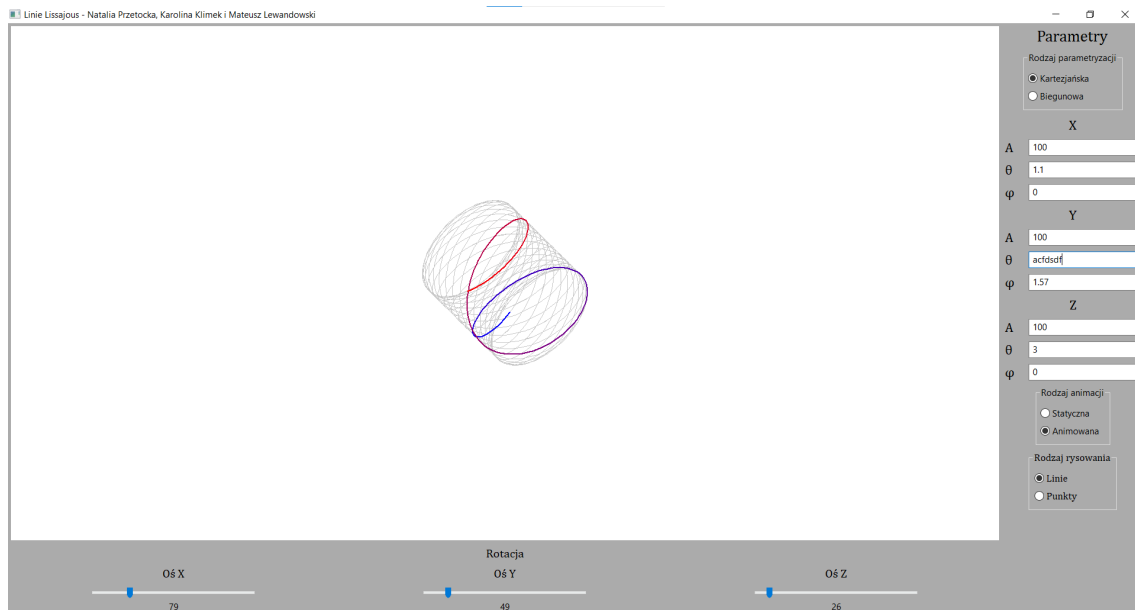 Linie Lissajous - Natalia Przetocka, Karolina Klimek i Mateusz Lewandowski
Parametry
Rodzaj parametryzacji
Kartezjańska
Biegunowa
X
A 100
θ 1.1
φ 0
Y
A 100
θ acfdsdf
φ 1.57
Z
A 100
θ 3
φ 0
Rodzaj animacji
Statyczna
Animowana
Rodzaj rysowania
Linie
Punkty
Rotacja
Oś X Oś Y Oś Z
79 49 26